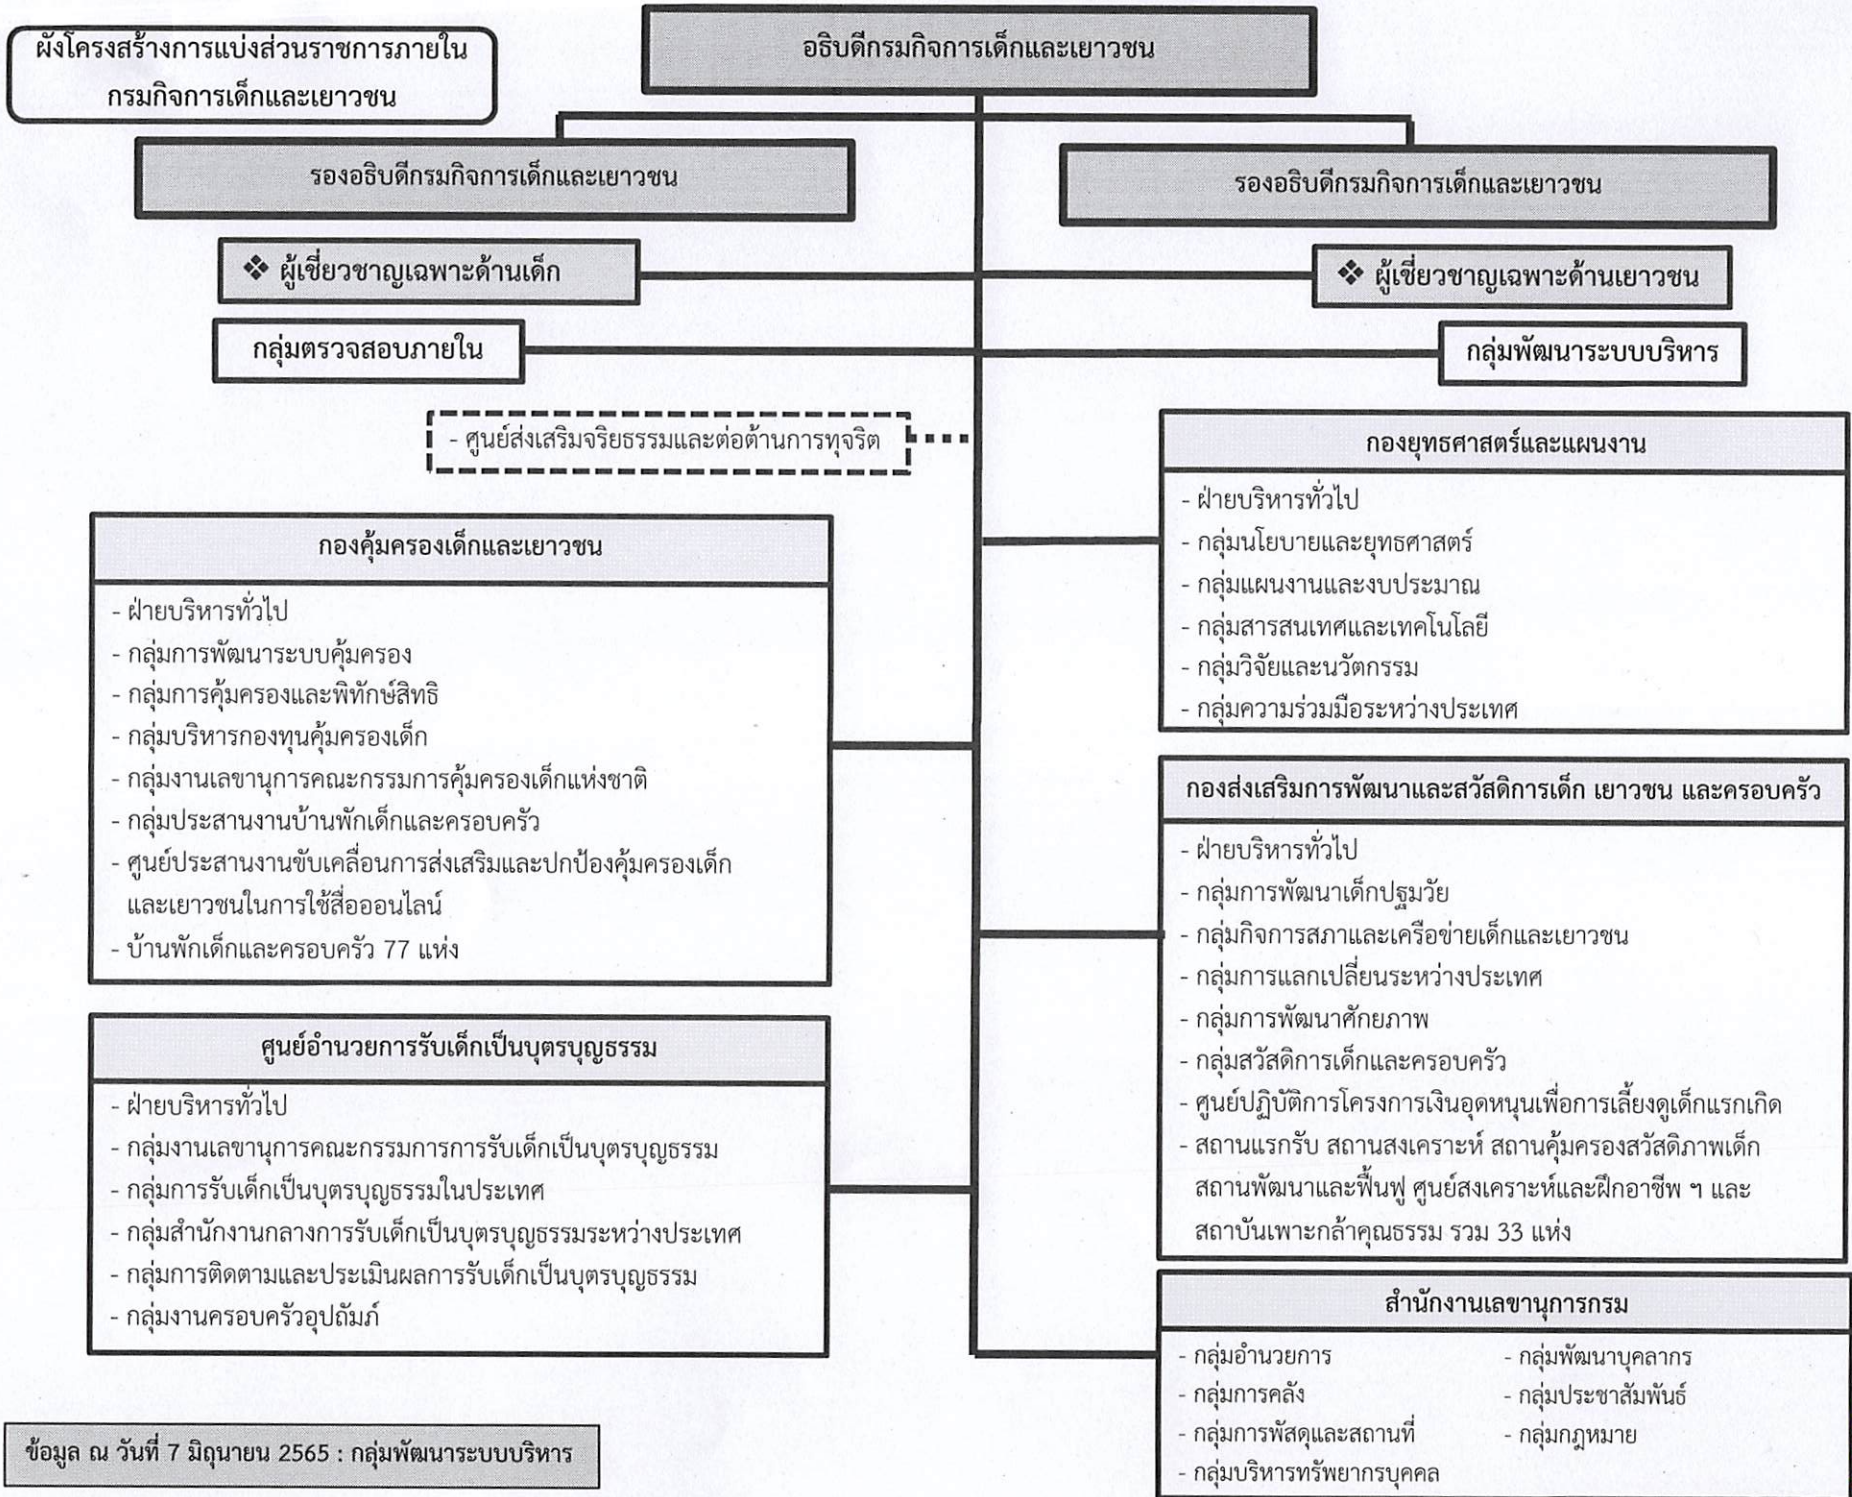 ผังโครงสร้างการแบ่งส่วนราชการภายใน
กรมกิจการเด็กและเยาวชน
อธิบดีกรมกิจการเด็กและเยาวชน
รองอธิบดีกรมกิจการเด็กและเยาวชน
รองอธิบดีกรมกิจการเด็กและเยาวชน
❖ ผู้เชี่ยวชาญเฉพาะด้านเด็ก
❖ ผู้เชี่ยวชาญเฉพาะด้านเยาวชน
กลุ่มตรวจสอบภายใน
กลุ่มพัฒนาระบบบริหาร
- ศูนย์ส่งเสริมจริยธรรมและต่อต้านการทุจริต
กองคุ้มครองเด็กและเยาวชน
- ฝ่ายบริหารทั่วไป
- กลุ่มการพัฒนาระบบคุ้มครอง
- กลุ่มการคุ้มครองและพิทักษ์สิทธิ
- กลุ่มบริหารกองทุนคุ้มครองเด็ก
- กลุ่มงานเลขานุการคณะกรรมการคุ้มครองเด็กแห่งชาติ
- กลุ่มประสานงานบ้านพักเด็กและครอบครัว
- ศูนย์ประสานงานขับเคลื่อนการส่งเสริมและปกป้องคุ้มครองเด็ก
และเยาวชนในการใช้สื่อออนไลน์
- บ้านพักเด็กและครอบครัว 77 แห่ง
ศูนย์อำนวยการรับเด็กเป็นบุตรบุญธรรม
- ฝ่ายบริหารทั่วไป
- กลุ่มงานเลขานุการคณะกรรมการการรับเด็กเป็นบุตรบุญธรรม
- กลุ่มการรับเด็กเป็นบุตรบุญธรรมในประเทศ
- กลุ่มสำนักงานกลางการรับเด็กเป็นบุตรบุญธรรมระหว่างประเทศ
- กลุ่มการติดตามและประเมินผลการรับเด็กเป็นบุตรบุญธรรม
- กลุ่มงานครอบครัวอุปถัมภ์
กองยุทธศาสตร์และแผนงาน
- ฝ่ายบริหารทั่วไป
- กลุ่มนโยบายและยุทธศาสตร์
- กลุ่มแผนงานและงบประมาณ
- กลุ่มสารสนเทศและเทคโนโลยี
- กลุ่มวิจัยและนวัตกรรม
- กลุ่มความร่วมมือระหว่างประเทศ
กองส่งเสริมการพัฒนาและสวัสดิการเด็ก เยาวชน และครอบครัว
- ฝ่ายบริหารทั่วไป
- กลุ่มการพัฒนาเด็กปฐมวัย
- กลุ่มกิจการสภาและเครือข่ายเด็กและเยาวชน
- กลุ่มการแลกเปลี่ยนระหว่างประเทศ
- กลุ่มการพัฒนาศักยภาพ
- กลุ่มสวัสดิการเด็กและครอบครัว
- ศูนย์ปฏิบัติการโครงการเงินอุดหนุนเพื่อการเลี้ยงดูเด็กแรกเกิด
- สถานแรกรับ สถานสงเคราะห์ สถานคุ้มครองสวัสดิภาพเด็ก
สถานพัฒนาและฟื้นฟู ศูนย์สงเคราะห์และฝึกอาชีพ ฯ และ
สถาบันเพาะกล้าคุณธรรม รวม 33 แห่ง
สำนักงานเลขานุการกรม
- กลุ่มอำนวยการ
- กลุ่มการคลัง
- กลุ่มการพัสดุและสถานที่
- กลุ่มบริหารทรัพยากรบุคคล
- กลุ่มพัฒนาบุคลากร
- กลุ่มประชาสัมพันธ์
- กลุ่มกฎหมาย
ข้อมูล ณ วันที่ 7 มิถุนายน 2565 : กลุ่มพัฒนาระบบบริหาร